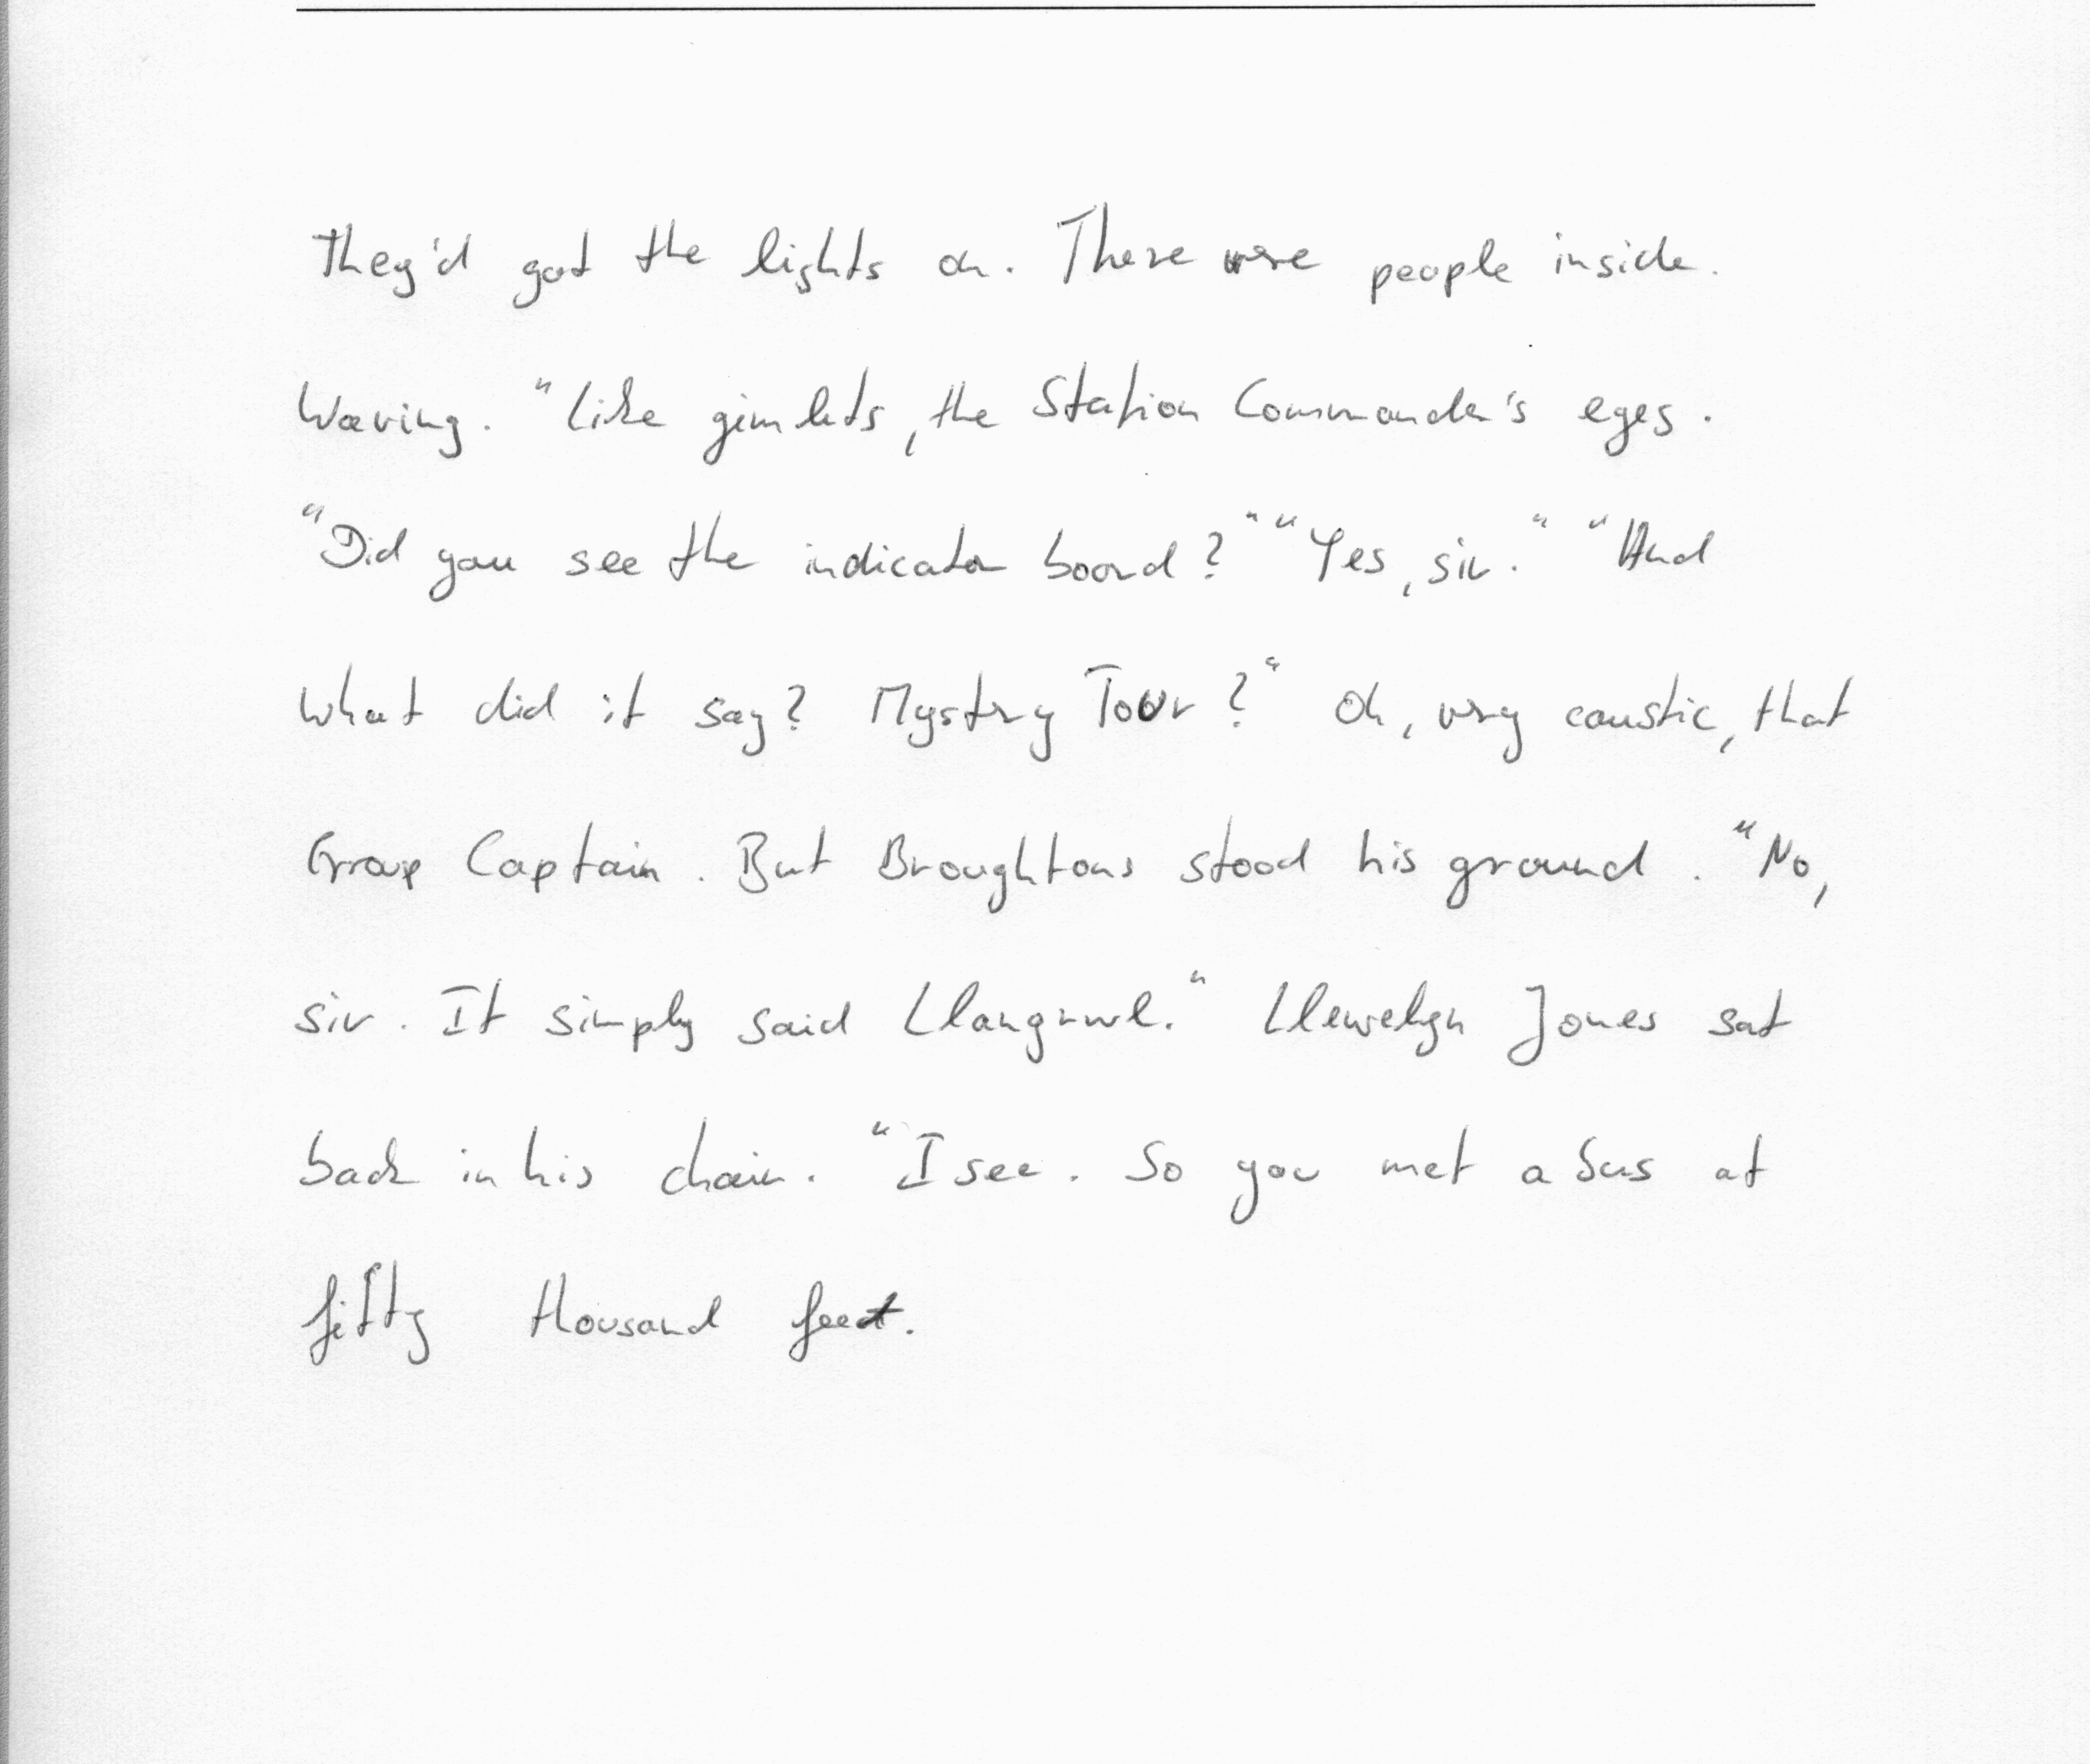 They'd got the lights on. There were people inside.
Waving. "Like gimlets, the Station Commander's eyes.
"Did you see the indicator board?" "Yes, sir." "And
what did it say? Mystery Tour?" Oh, very caustic, that
Group Captain. But Broughtons stood his ground. "No,
sir. It simply said Llangrwl." Llewelyn Jones sat
back in his chair. "I see. So you met a bus at
fifty thousand feet.